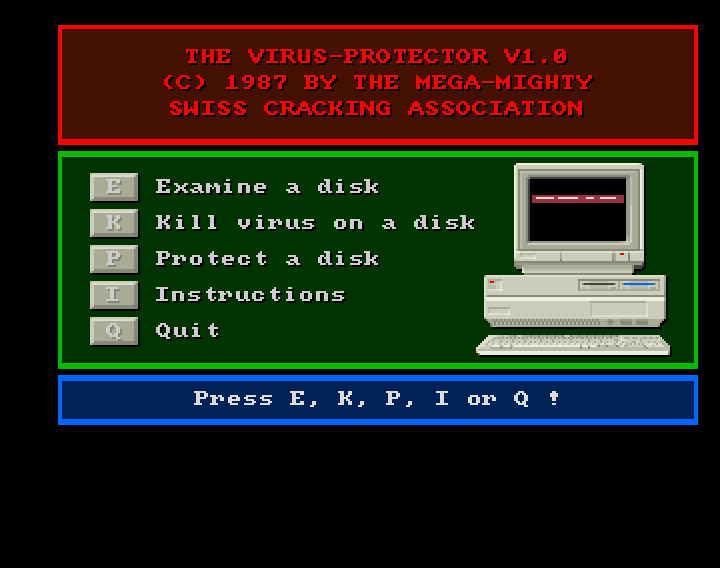 THE VIRUS-PROTECTOR V1.0
(C) 1987 BY THE MEGA-MIGHTY
SWISS CRACKING ASSOCIATION
E Examine a disk
K Kill virus on a disk
P Protect a disk
I Instructions
Q Quit
Press E, K, P, I or Q !